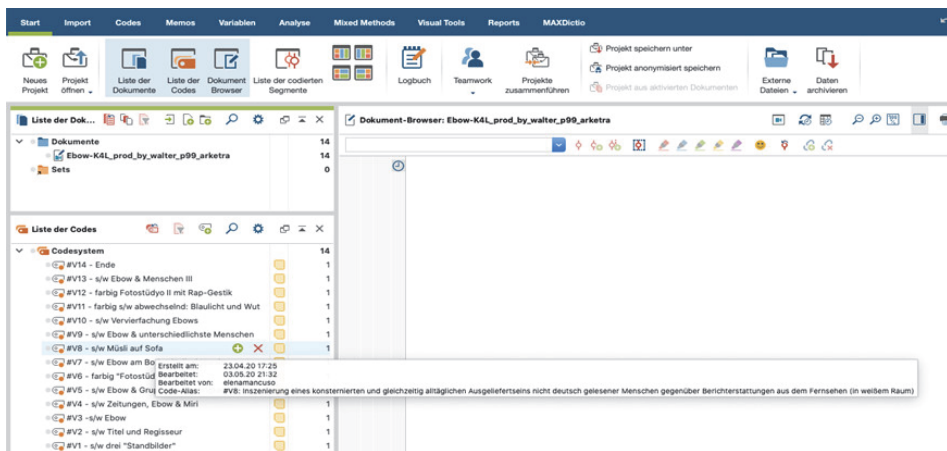 Start Import Codes Memos Variablen Analyse Mixed Methods Visual Tools Reports MAXDictio
Neues Projekt
Projekt öffnen
Liste der Dokumente
Liste der Codes
Dokument Browser
Liste der codierten Segmente
Logbuch
Teamwork
Projekte zusammenführen
Projekt speichern unter
Projekt anonymisiert speichern
Projekt aus aktivierten Dokumenten
Externe Dateien
Daten archivieren
Liste der Dok...
Dokumente 14
Ebow-K4L_prod_by_walter_p99_arketra 14
Sets 0
Dokument-Browser: Ebow-K4L_prod_by_walter_p99_arketra
Liste der Codes
Codesystem 14
#V14 - Ende 1
#V13 - s/w Ebow & Menschen III 1
#V12 - farbig Fotostüdyo II mit Rap-Gestik 1
#V11 - farbig s/w abwechselnd: Blaulicht und Wut 1
#V10 - s/w Vervierfachung Ebows 1
#V9 - s/w Ebow & unterschiedlichste Menschen 1
#V8 - s/w Müsli auf Sofa 1
#V7 - s/w Ebow am Bo
#V6 - farbig "Fotostüd
#V5 - s/w Ebow & Gru
Erstellt am: 23.04.20 17:25
Bearbeitet: 03.05.20 21:32
Bearbeitet von: elenamancuso
Code-Alias: #V8: Inszenierung eines konsternierten und gleichzeitig alltäglichen Ausgeliefertseins nicht deutsch gelesener Menschen gegenüber Berichterstattungen aus dem Fernsehen (in weißem Raum)
#V4 - s/w Zeitungen, Ebow & Miri 1
#V3 -s/w Ebow 1
#V2 - s/w Titel und Regisseur 1
#V1 - s/w drei "Standbilder" 1